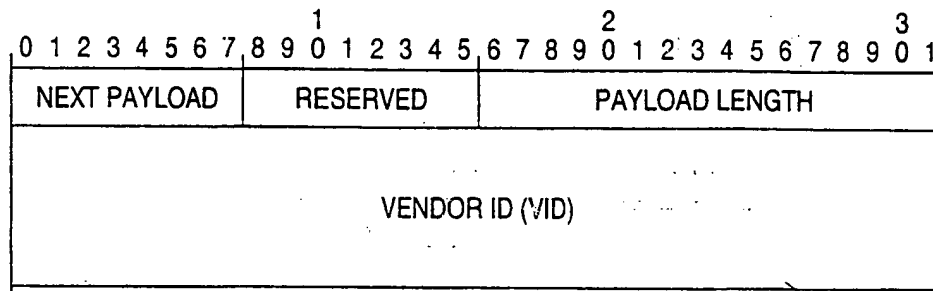 1 2 3
0 1 2 3 4 5 6 7 8 9 0 1 2 3 4 5 6 7 8 9 0 1 2 3 4 5 6 7 8 9 0 1
NEXT PAYLOAD RESERVED PAYLOAD LENGTH
VENDOR ID (VID)